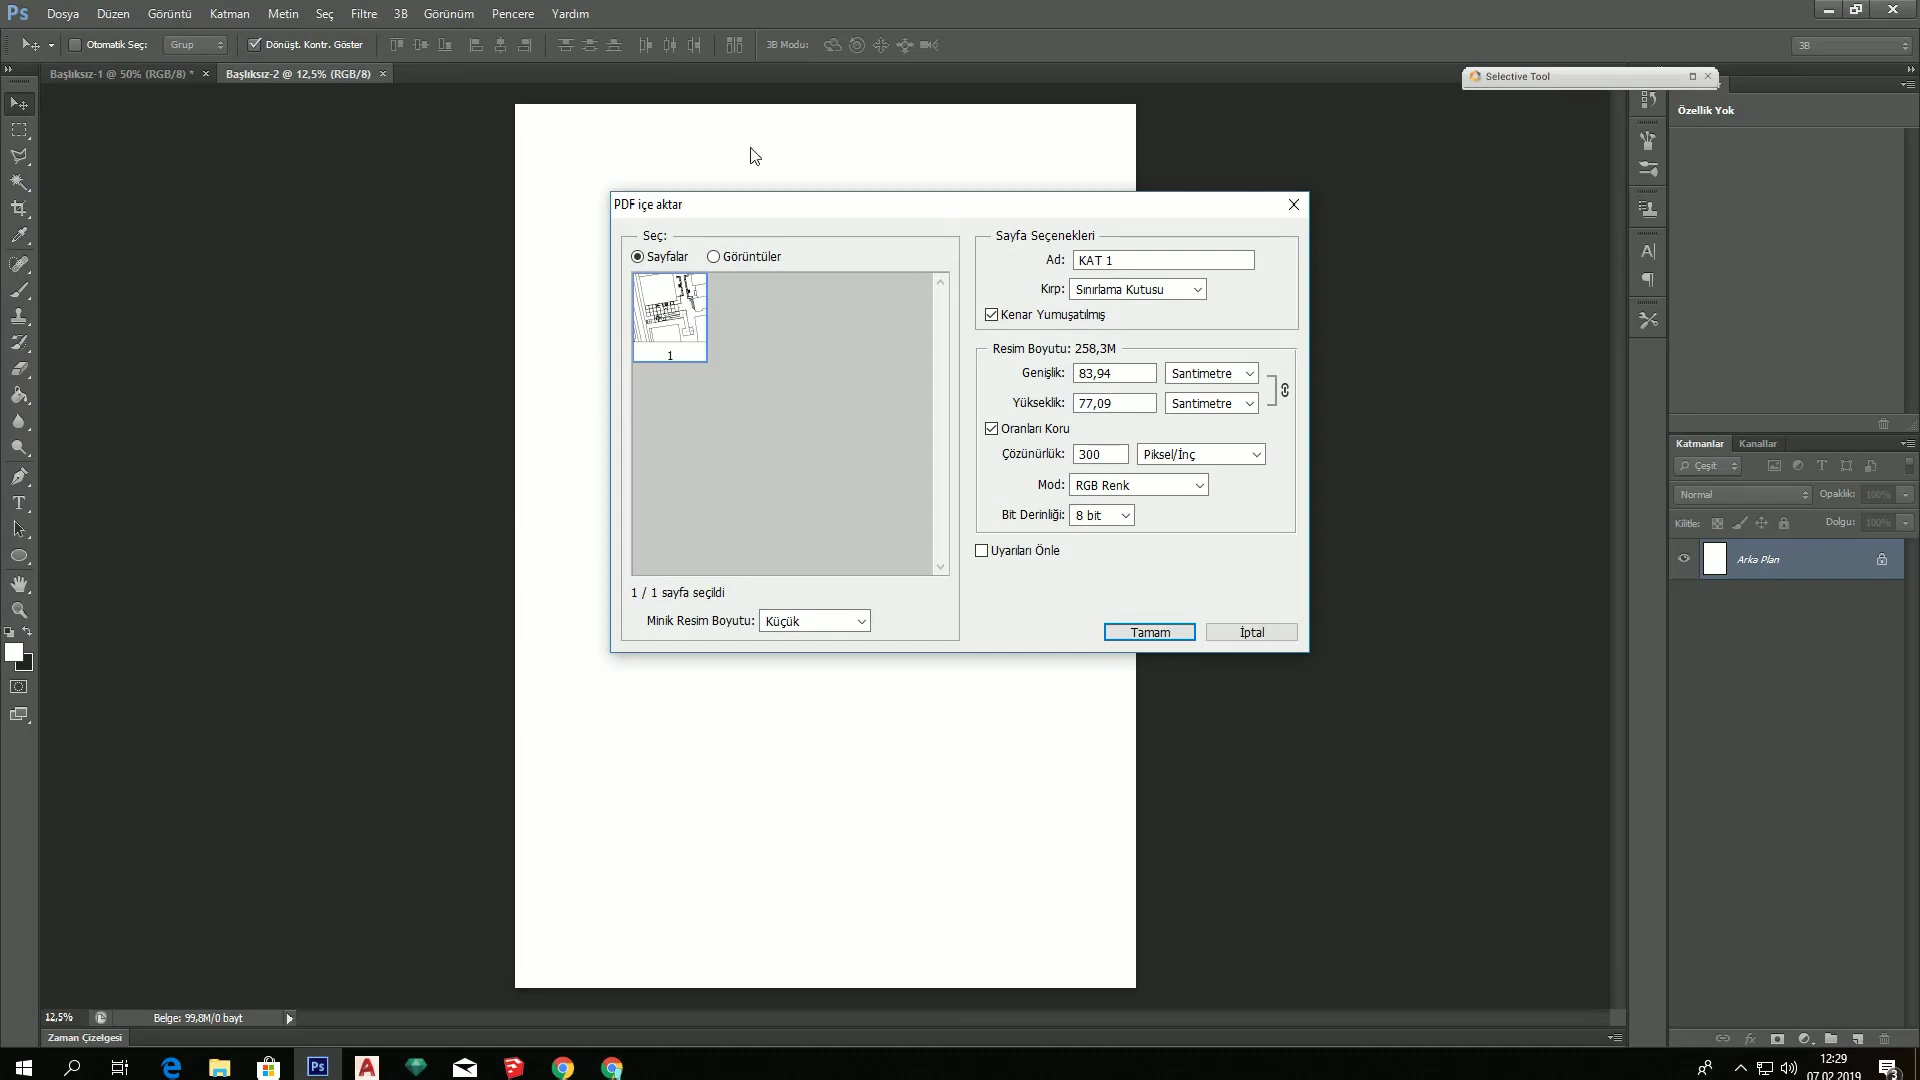 Ps Dosya Düzen Görüntü Katman Metin Seç Filtre 3B Görünüm Pencere Yardım
Otomatik Seç: Grup Dönüşt. Kontr. Göster 3B Modu: 3B
Başlıksız-1 @ 50% (RGB/8) * × Başlıksız-2 @ 12,5% (RGB/8) ×
Selective Tool
Özellik Yok
PDF içe aktar
Seç:
Sayfalar Görüntüler
1
1 / 1 sayfa seçildi
Minik Resim Boyutu: Küçük
Sayfa Seçenekleri
Ad: KAT 1
Kırp: Sınırlama Kutusu
Kenar Yumuşatılmış
Resim Boyutu: 258,3M
Genişlik: 83,94 Santimetre
Yükseklik: 77,09 Santimetre
Oranları Koru
Çözünürlük: 300 Piksel/İnç
Mod: RGB Renk
Bit Derinliği: 8 bit
Uyarıları Önle
Tamam İptal
Katmanlar Kanallar
Çeşit
Normal Opaklık: 100%
Kilitle: Dolgu: 100%
Arka Plan
12,5% Belge: 99,8M/0 bayt
Zaman Çizelgesi
Ps
12:29
07.02.2019
3